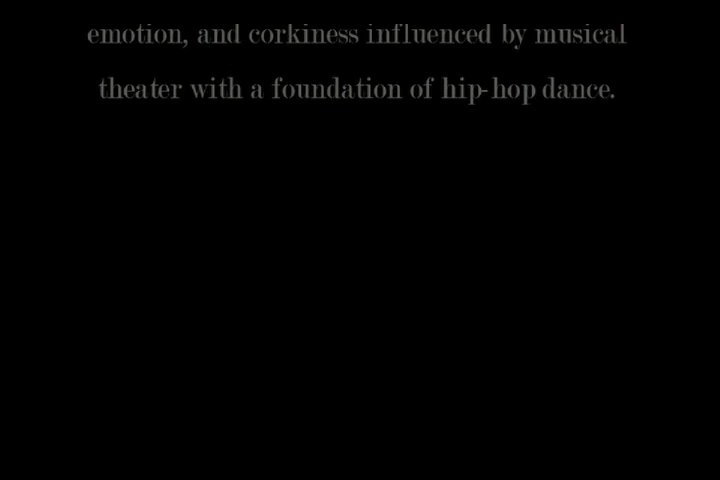 emotion, and corkiness influenced by musical
theater with a foundation of hip-hop dance.